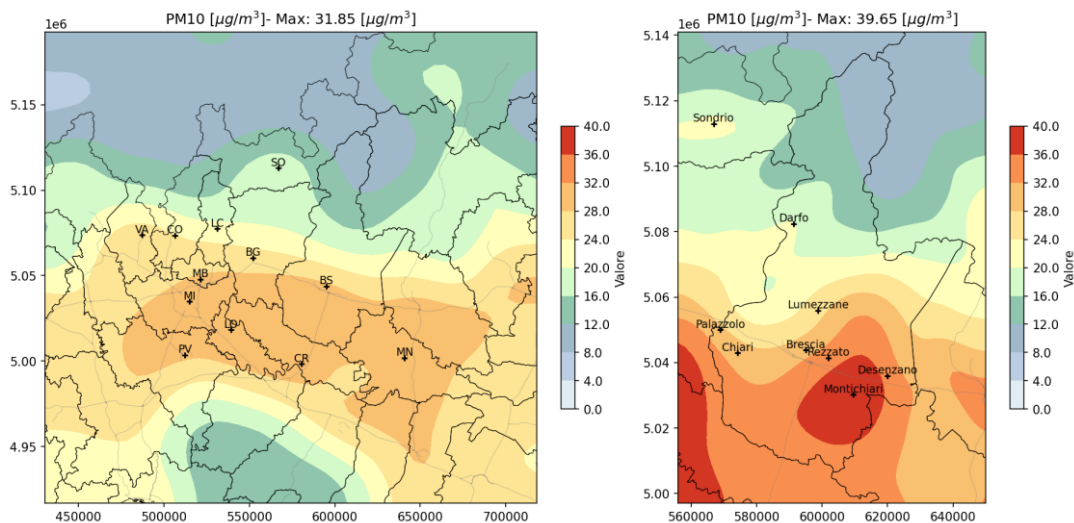 PM10 [μg/m³]- Max: 31.85 [μg/m³]
1e6
5.15
5.10
5.05
5.00
4.95
450000 500000 550000 600000 650000 700000
SO
VA CO LC
BG
MB BS
MI
LO
PV CR MN
40.0
36.0
32.0
28.0
24.0
20.0
16.0
12.0
8.0
4.0
0.0
Valore
PM10 [μg/m³]- Max: 39.65 [μg/m³]
1e6
5.14
5.12
5.10
5.08
5.06
5.04
5.02
5.00
560000 580000 600000 620000 640000
Sondrio
Darfo
Lumezzane
Palazzolo
Chiari Brescia
Rezzato
Desenzano
Montichiari
40.0
36.0
32.0
28.0
24.0
20.0
16.0
12.0
8.0
4.0
0.0
Valore